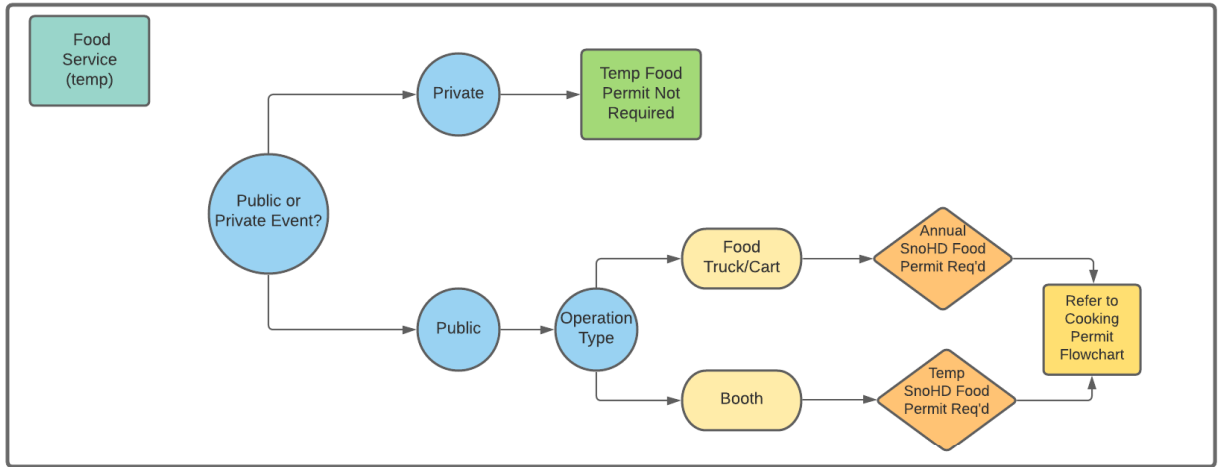 Food
Service
(temp)
Private
Temp Food
Permit Not
Required
Public or
Private Event?
Public
Operation
Type
Food
Truck/Cart
Annual
SnoHD Food
Permit Req'd
Booth
Temp
SnoHD Food
Permit Req'd
Refer to
Cooking
Permit
Flowchart